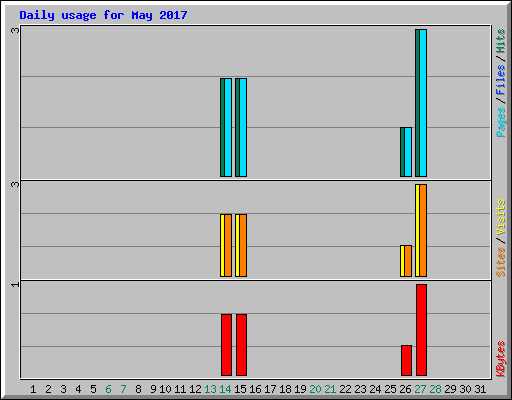 Daily usage for May 2017
3
Pages / Files / Hits
3
Sites / Visits
1
KBytes
1 2 3 4 5 6 7 8 9 10 11 12 13 14 15 16 17 18 19 20 21 22 23 24 25 26 27 28 29 30 31